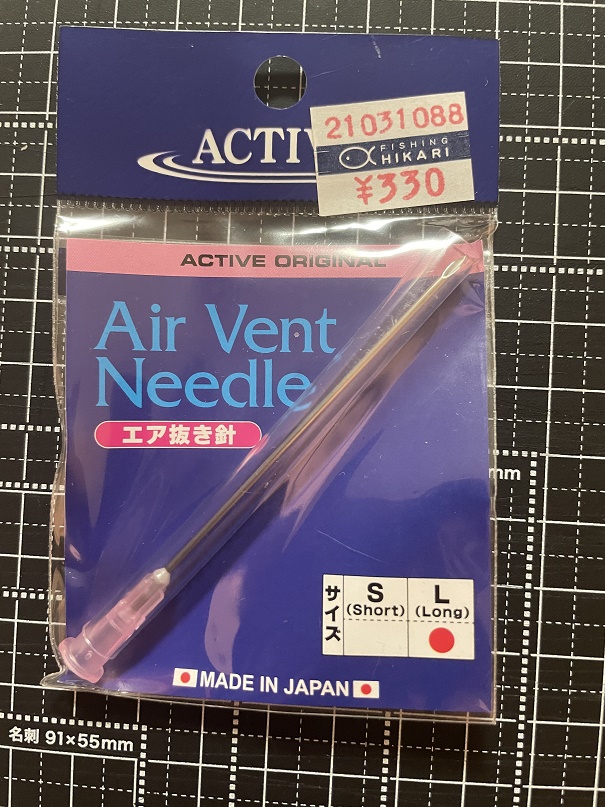 ACTIV
21031088
FISHING
HIKARI
¥330
ACTIVE ORIGINAL
Air Vent
Needle
エア抜き針
サイズ
S
(Short)
L
(Long)
MADE IN JAPAN
mm
名刺 91×55mm